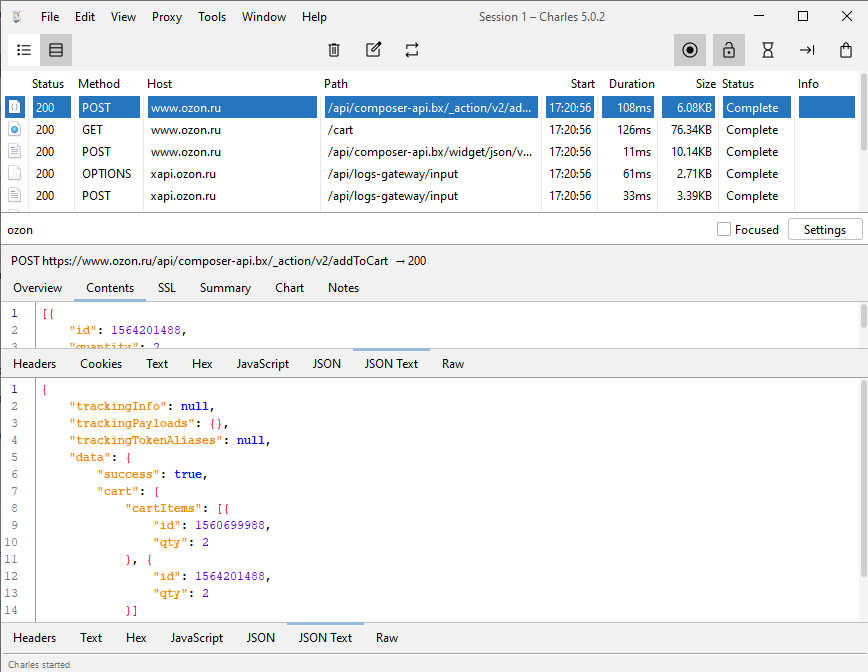 File Edit View Proxy Tools Window Help Session 1 – Charles 5.0.2
Status Method Host Path Start Duration Size Status Info
200 POST www.ozon.ru /api/composer-api.bx/_action/v2/ad... 17:20:56 108ms 6.08KB Complete
200 GET www.ozon.ru /cart 17:20:56 126ms 76.34KB Complete
200 POST www.ozon.ru /api/composer-api.bx/widget/json/v... 17:20:56 11ms 10.14KB Complete
200 OPTIONS xapi.ozon.ru /api/logs-gateway/input 17:20:56 61ms 2.71KB Complete
200 POST xapi.ozon.ru /api/logs-gateway/input 17:20:56 33ms 3.39KB Complete
ozon Focused Settings
POST https://www.ozon.ru/api/composer-api.bx/_action/v2/addToCart → 200
Overview Contents SSL Summary Chart Notes
1 [{
2 "id": 1564201488,
3 "quantity": 2
Headers Cookies Text Hex JavaScript JSON JSON Text Raw
1 {
2 "trackingInfo": null,
3 "trackingPayloads": {},
4 "trackingTokenAliases": null,
5 "data": {
6 "success": true,
7 "cart": {
8 "cartItems": [{
9 "id": 1560699988,
10 "qty": 2
11 }, {
12 "id": 1564201488,
13 "qty": 2
14 }]
Headers Text Hex JavaScript JSON JSON Text Raw
Charles started